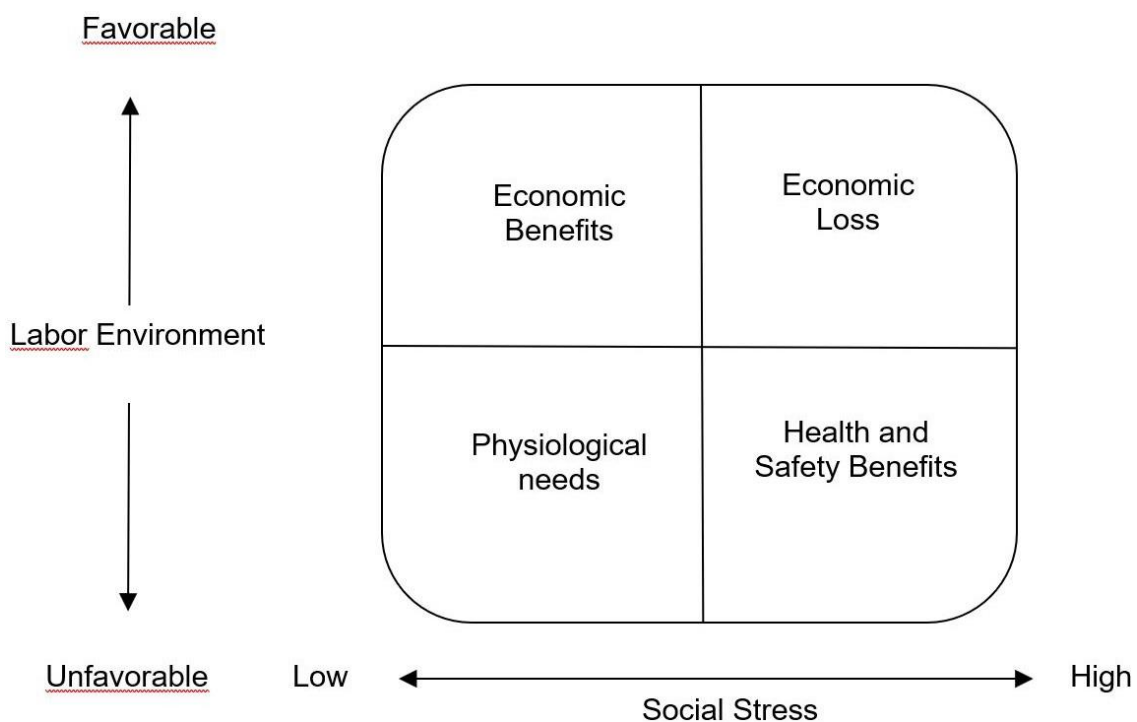 Favorable
Economic
Benefits
Economic
Loss
Labor Environment
Physiological
needs
Health and
Safety Benefits
Unfavorable
Low
High
Social Stress